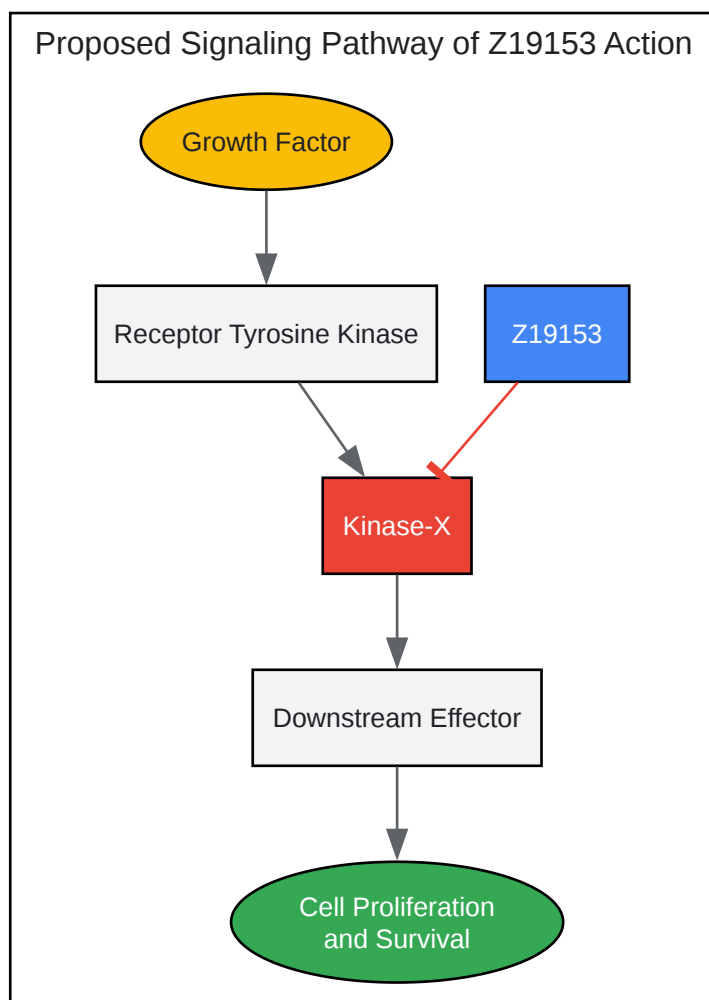 Proposed Signaling Pathway of Z19153 Action
Growth Factor
Receptor Tyrosine Kinase
Z19153
Kinase-X
Downstream Effector
Cell Proliferation
and Survival